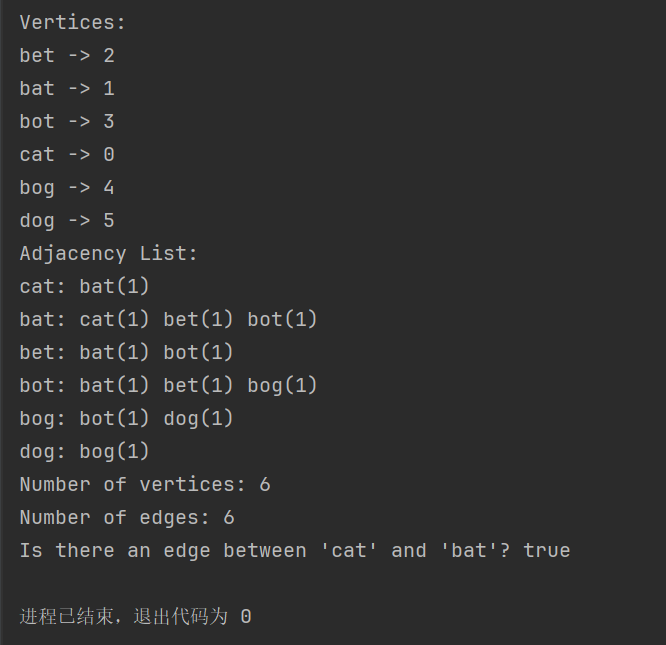 Vertices:
bet -> 2
bat -> 1
bot -> 3
cat -> 0
bog -> 4
dog -> 5
Adjacency List:
cat: bat(1)
bat: cat(1) bet(1) bot(1)
bet: bat(1) bot(1)
bot: bat(1) bet(1) bog(1)
bog: bot(1) dog(1)
dog: bog(1)
Number of vertices: 6
Number of edges: 6
Is there an edge between 'cat' and 'bat'? true
进程已结束，退出代码为 0